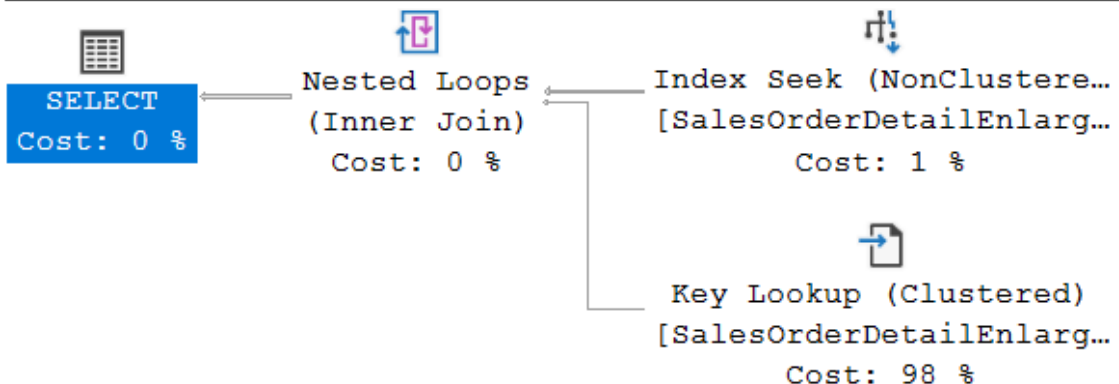 SELECT
Cost: 0 %
Nested Loops
(Inner Join)
Cost: 0 %
Index Seek (NonClustere…
[SalesOrderDetailEnlarg…
Cost: 1 %
Key Lookup (Clustered)
[SalesOrderDetailEnlarg…
Cost: 98 %